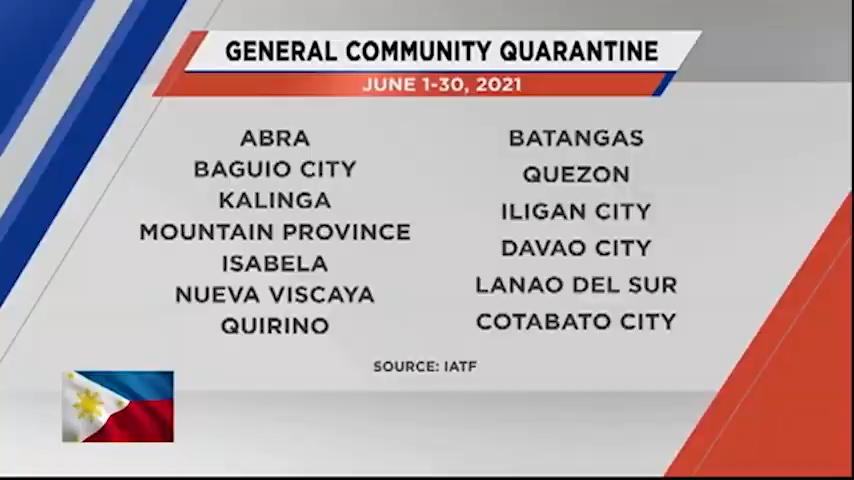 GENERAL COMMUNITY QUARANTINE
JUNE 1-30, 2021
ABRA
BAGUIO CITY
KALINGA
MOUNTAIN PROVINCE
ISABELA
NUEVA VISCAYA
QUIRINO
BATANGAS
QUEZON
ILIGAN CITY
DAVAO CITY
LANAO DEL SUR
COTABATO CITY
SOURCE: IATF